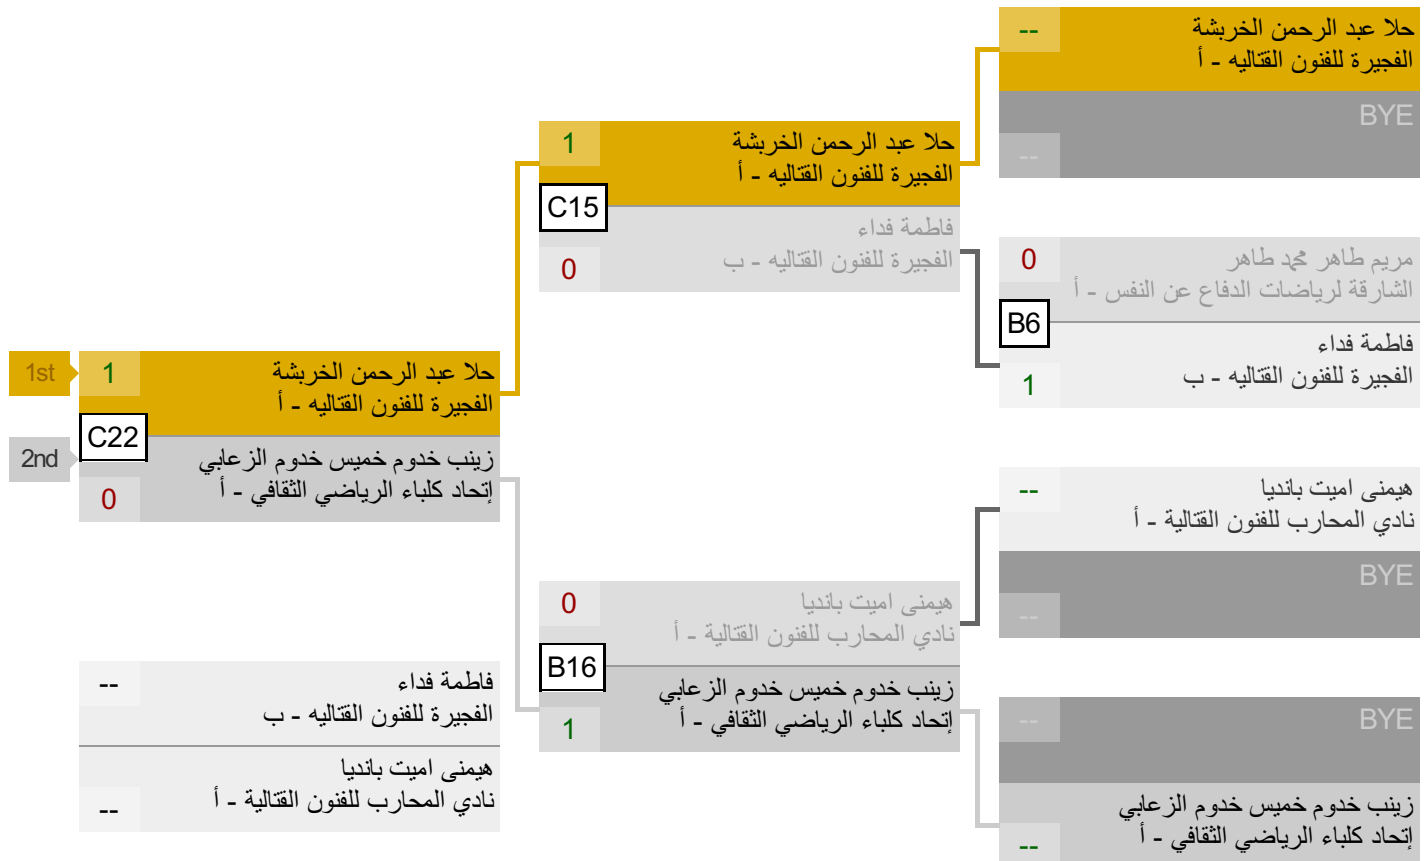 --
حلا عبد الرحمن الخربشة
الفجيرة للفنون القتاليه - أ
BYE
--
1
حلا عبد الرحمن الخربشة
الفجيرة للفنون القتاليه - أ
C15
فاطمة فداء
الفجيرة للفنون القتاليه - ب
0
0
مريم طاهر محمد طاهر
الشارقة لرياضات الدفاع عن النفس - أ
B6
فاطمة فداء
الفجيرة للفنون القتاليه - ب
1
1st
1
حلا عبد الرحمن الخربشة
الفجيرة للفنون القتاليه - أ
C22
2nd
زينب خدوم خميس خدوم الزعابي
إتحاد كلباء الرياضي الثقافي - أ
0
--
هيمنى اميت بانديا
نادي المحارب للفنون القتالية - أ
BYE
--
0
هيمنى اميت بانديا
نادي المحارب للفنون القتالية - أ
B16
زينب خدوم خميس خدوم الزعابي
إتحاد كلباء الرياضي الثقافي - أ
1
--
فاطمة فداء
الفجيرة للفنون القتاليه - ب
هيمنى اميت بانديا
نادي المحارب للفنون القتالية - أ
--
--
BYE
زينب خدوم خميس خدوم الزعابي
إتحاد كلباء الرياضي الثقافي - أ
--